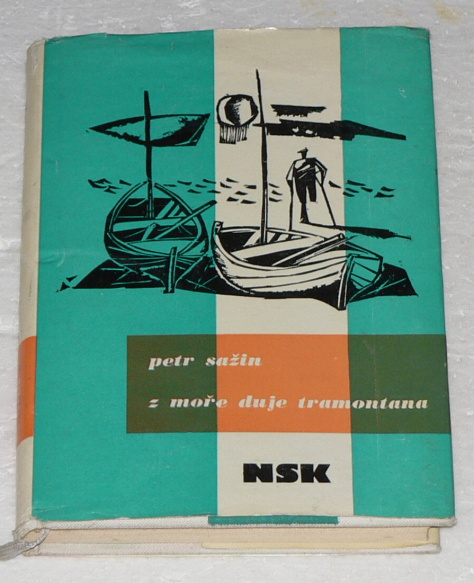 petr sažin
z moře duje tramontana
NSK